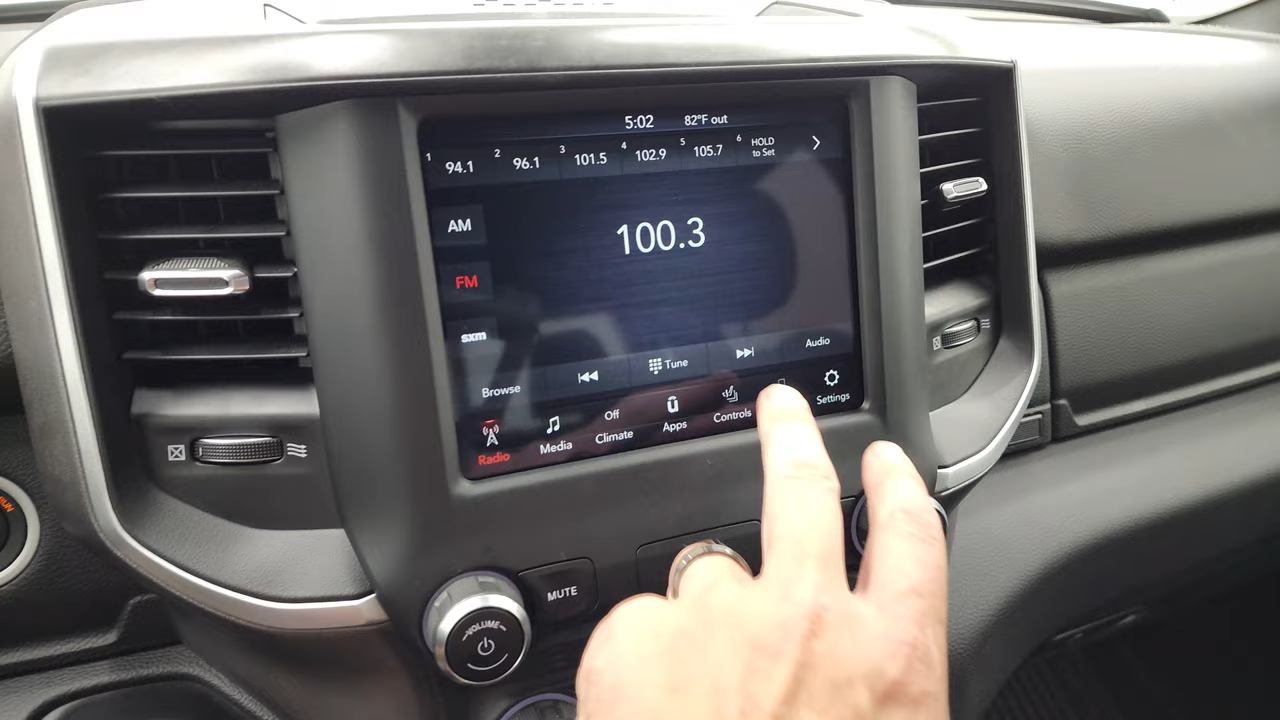 5:02 82°F out
1 94.1 2 96.1 3 101.5 4 102.9 5 105.7 6 HOLD to Set
AM
100.3
FM
sxm
Browse Tune Audio
Radio Media Off Climate Apps Controls Settings
MUTE
VOLUME
RUN